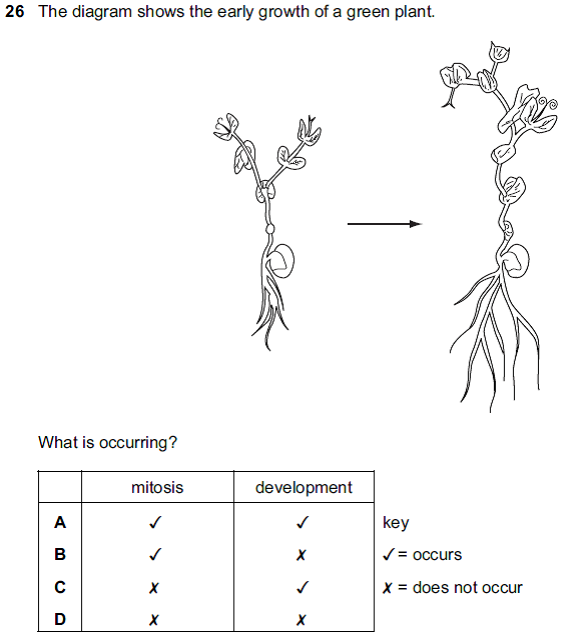 26 The diagram shows the early growth of a green plant.
What is occurring?
mitosis development
A ✓ ✓ key
B ✓ ✗ ✓ = occurs
C ✗ ✓ ✗ = does not occur
D ✗ ✗